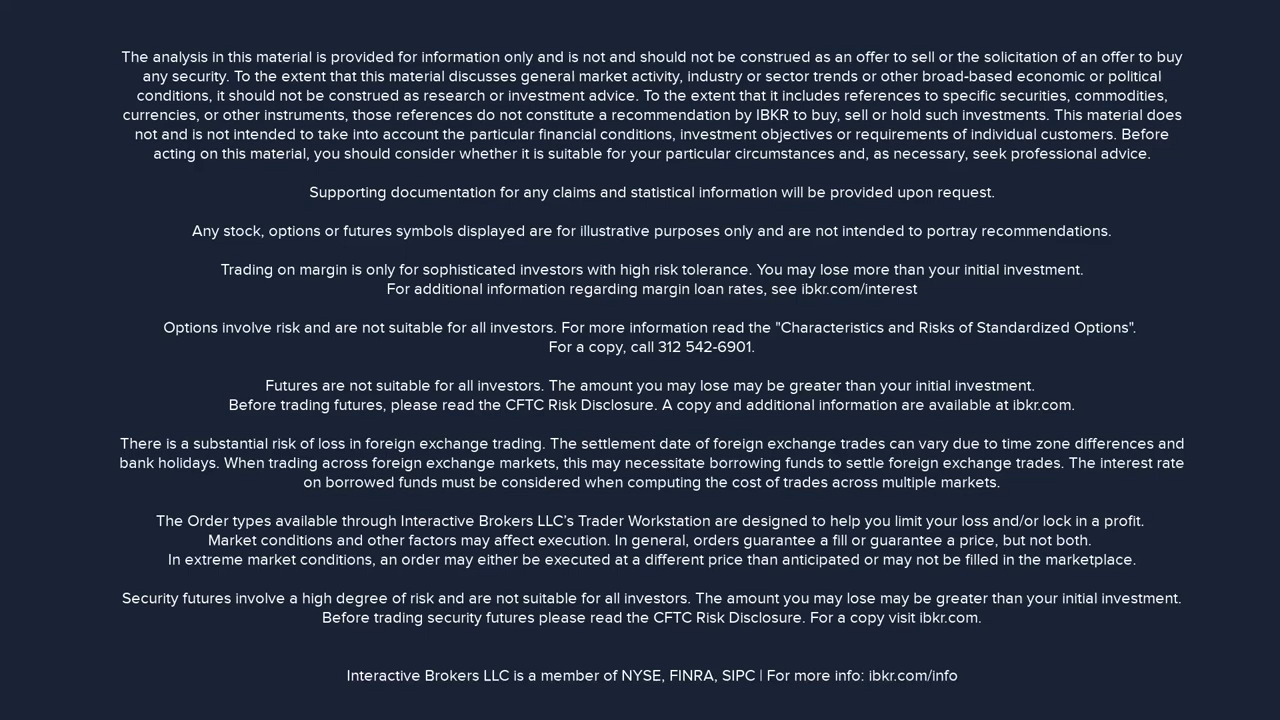 The analysis in this material is provided for information only and is not and should not be construed as an offer to sell or the solicitation of an offer to buy
any security. To the extent that this material discusses general market activity, industry or sector trends or other broad-based economic or political
conditions, it should not be construed as research or investment advice. To the extent that it includes references to specific securities, commodities,
currencies, or other instruments, those references do not constitute a recommendation by IBKR to buy, sell or hold such investments. This material does
not and is not intended to take into account the particular financial conditions, investment objectives or requirements of individual customers. Before
acting on this material, you should consider whether it is suitable for your particular circumstances and, as necessary, seek professional advice.
Supporting documentation for any claims and statistical information will be provided upon request.
Any stock, options or futures symbols displayed are for illustrative purposes only and are not intended to portray recommendations.
Trading on margin is only for sophisticated investors with high risk tolerance. You may lose more than your initial investment.
For additional information regarding margin loan rates, see ibkr.com/interest
Options involve risk and are not suitable for all investors. For more information read the "Characteristics and Risks of Standardized Options".
For a copy, call 312 542-6901.
Futures are not suitable for all investors. The amount you may lose may be greater than your initial investment.
Before trading futures, please read the CFTC Risk Disclosure. A copy and additional information are available at ibkr.com.
There is a substantial risk of loss in foreign exchange trading. The settlement date of foreign exchange trades can vary due to time zone differences and
bank holidays. When trading across foreign exchange markets, this may necessitate borrowing funds to settle foreign exchange trades. The interest rate
on borrowed funds must be considered when computing the cost of trades across multiple markets.
The Order types available through Interactive Brokers LLC’s Trader Workstation are designed to help you limit your loss and/or lock in a profit.
Market conditions and other factors may affect execution. In general, orders guarantee a fill or guarantee a price, but not both.
In extreme market conditions, an order may either be executed at a different price than anticipated or may not be filled in the marketplace.
Security futures involve a high degree of risk and are not suitable for all investors. The amount you may lose may be greater than your initial investment.
Before trading security futures please read the CFTC Risk Disclosure. For a copy visit ibkr.com.
Interactive Brokers LLC is a member of NYSE, FINRA, SIPC | For more info: ibkr.com/info